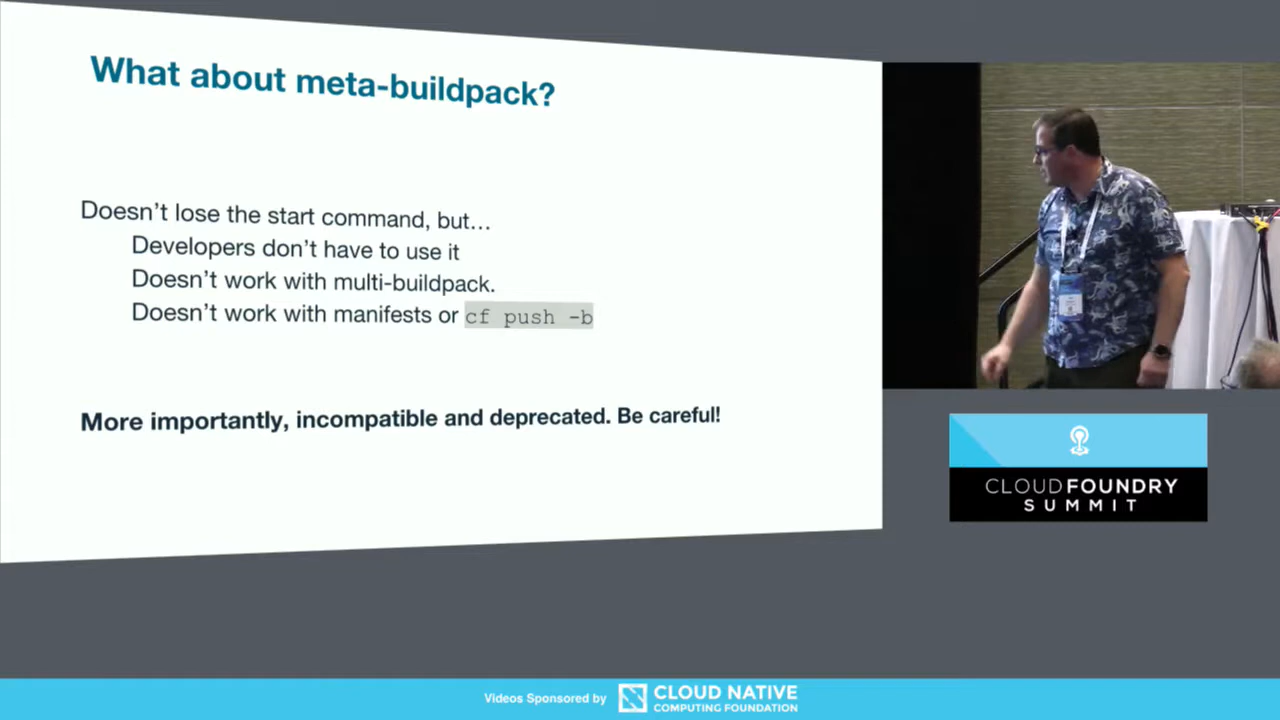 What about meta-buildpack?
Doesn't lose the start command, but…
Developers don't have to use it
Doesn't work with multi-buildpack.
Doesn't work with manifests or cf push -b
More importantly, incompatible and deprecated. Be careful!
CLOUD FOUNDRY
SUMMIT
Videos Sponsored by
CLOUD NATIVE
COMPUTING FOUNDATION